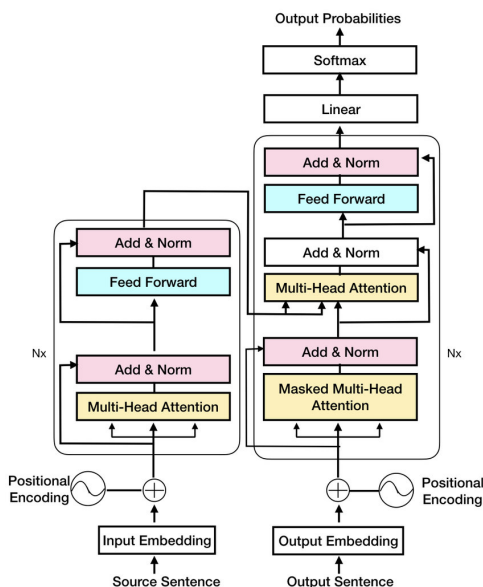 Output Probabilities
Softmax
Linear
Add & Norm
Feed Forward
Add & Norm
Multi-Head Attention
Add & Norm
Masked Multi-Head
Attention
Nx
Add & Norm
Feed Forward
Add & Norm
Multi-Head Attention
Nx
Positional
Encoding
Positional
Encoding
Input Embedding
Output Embedding
Source Sentence
Output Sentence